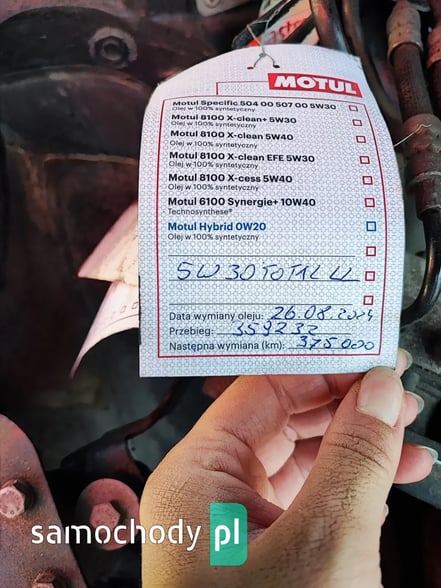 MOTUL
Motul Specific 504 00 507 00 5W30
Olej w 100% syntetyczny
Motul 8100 X-clean+ 5W30
Olej w 100% syntetyczny
Motul 8100 X-clean 5W40
Olej w 100% syntetyczny
Motul 8100 X-clean EFE 5W30
Olej w 100% syntetyczny
Motul 8100 X-cess 5W40
Olej w 100% syntetyczny
Motul 6100 Synergie+ 10W40
- Technosynthese®
Motul Hybrid 0W20
Olej w 100% syntetyczny
5W30 TOTAL LL
Data wymiany oleju: 26.08.2024
Przebieg: 359232
Następna wymiana (km): 375000
samochody pl